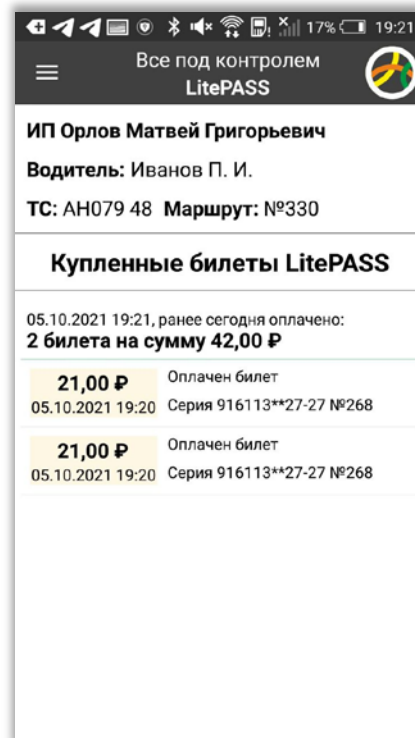 17% 19:21
Все под контролем
LitePASS
ИП Орлов Матвей Григорьевич
Водитель: Иванов П. И.
ТС: АН079 48 Маршрут: №330
Купленные билеты LitePASS
05.10.2021 19:21, ранее сегодня оплачено:
2 билета на сумму 42,00 ₽
21,00 ₽ Оплачен билет
05.10.2021 19:20 Серия 916113**27-27 №268
21,00 ₽ Оплачен билет
05.10.2021 19:20 Серия 916113**27-27 №268